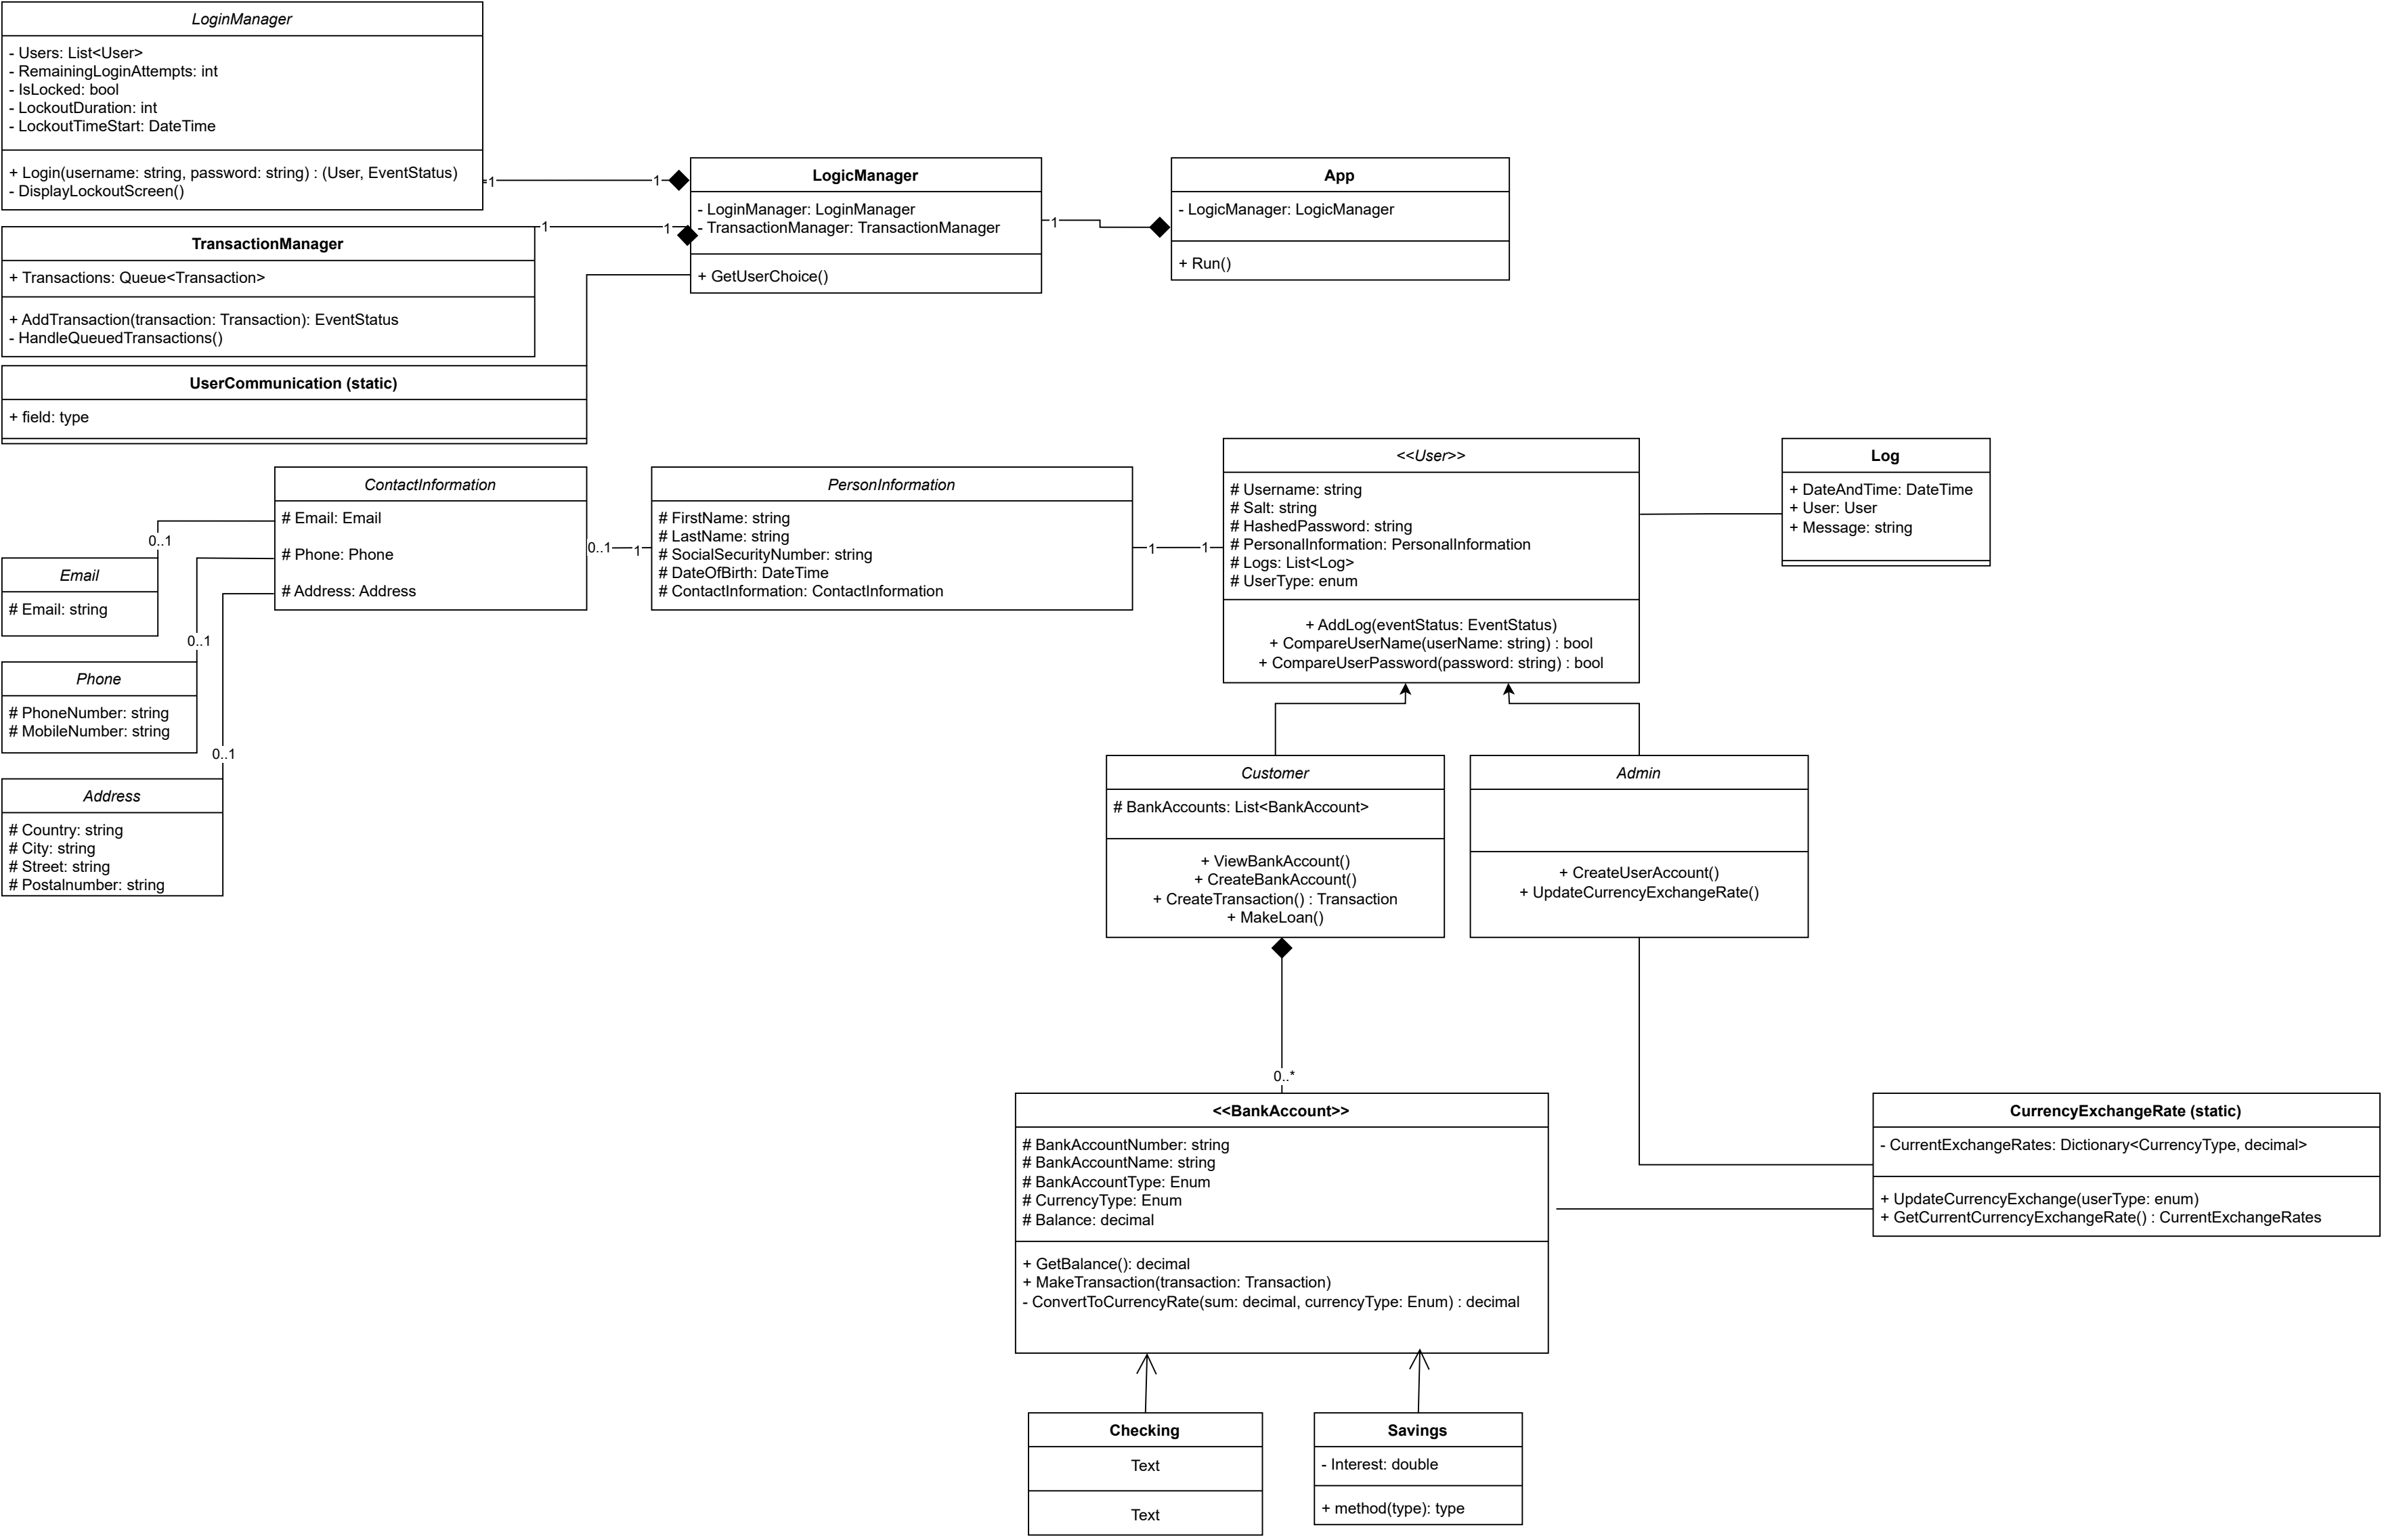 LoginManager
- Users: List<User>
- RemainingLoginAttempts: int
- IsLocked: bool
- LockoutDuration: int
- LockoutTimeStart: DateTime
+ Login(username: string, password: string) : (User, EventStatus)
- DisplayLockoutScreen()
1
1
LogicManager
- LoginManager: LoginManager
- TransactionManager: TransactionManager
+ GetUserChoice()
1
App
- LogicManager: LogicManager
+ Run()
1
1
TransactionManager
+ Transactions: Queue<Transaction>
+ AddTransaction(transaction: Transaction): EventStatus
- HandleQueuedTransactions()
UserCommunication (static)
+ field: type
ContactInformation
# Email: Email
# Phone: Phone
# Address: Address
0..1
1
PersonInformation
# FirstName: string
# LastName: string
# SocialSecurityNumber: string
# DateOfBirth: DateTime
# ContactInformation: ContactInformation
1
1
<<User>>
# Username: string
# Salt: string
# HashedPassword: string
# PersonalInformation: PersonalInformation
# Logs: List<Log>
# UserType: enum
+ AddLog(eventStatus: EventStatus)
+ CompareUserName(userName: string) : bool
+ CompareUserPassword(password: string) : bool
Log
+ DateAndTime: DateTime
+ User: User
+ Message: string
0..1
Email
# Email: string
0..1
Phone
# PhoneNumber: string
# MobileNumber: string
0..1
Address
# Country: string
# City: string
# Street: string
# Postalnumber: string
Customer
# BankAccounts: List<BankAccount>
+ ViewBankAccount()
+ CreateBankAccount()
+ CreateTransaction() : Transaction
+ MakeLoan()
Admin
+ CreateUserAccount()
+ UpdateCurrencyExchangeRate()
0..*
<<BankAccount>>
# BankAccountNumber: string
# BankAccountName: string
# BankAccountType: Enum
# CurrencyType: Enum
# Balance: decimal
+ GetBalance(): decimal
+ MakeTransaction(transaction: Transaction)
- ConvertToCurrencyRate(sum: decimal, currencyType: Enum) : decimal
CurrencyExchangeRate (static)
- CurrentExchangeRates: Dictionary<CurrencyType, decimal>
+ UpdateCurrencyExchange(userType: enum)
+ GetCurrentCurrencyExchangeRate() : CurrentExchangeRates
Checking
Text
Text
Savings
- Interest: double
+ method(type): type